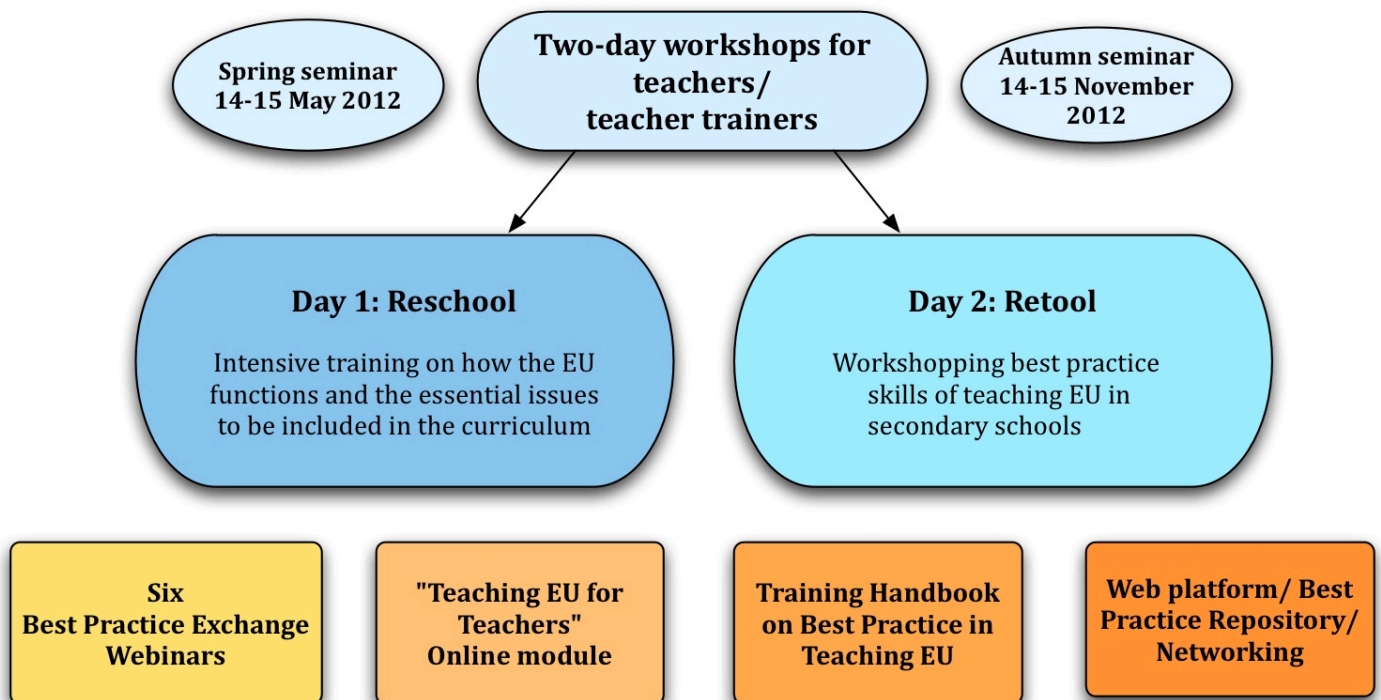 Spring seminar
14-15 May 2012
Two-day workshops for
teachers/
teacher trainers
Autumn seminar
14-15 November
2012
Day 1: Reschool
Intensive training on how the EU
functions and the essential issues
to be included in the curriculum
Day 2: Retool
Workshopping best practice
skills of teaching EU in
secondary schools
Six
Best Practice Exchange
Webinars
"Teaching EU for
Teachers"
Online module
Training Handbook
on Best Practice in
Teaching EU
Web platform/ Best
Practice Repository/
Networking